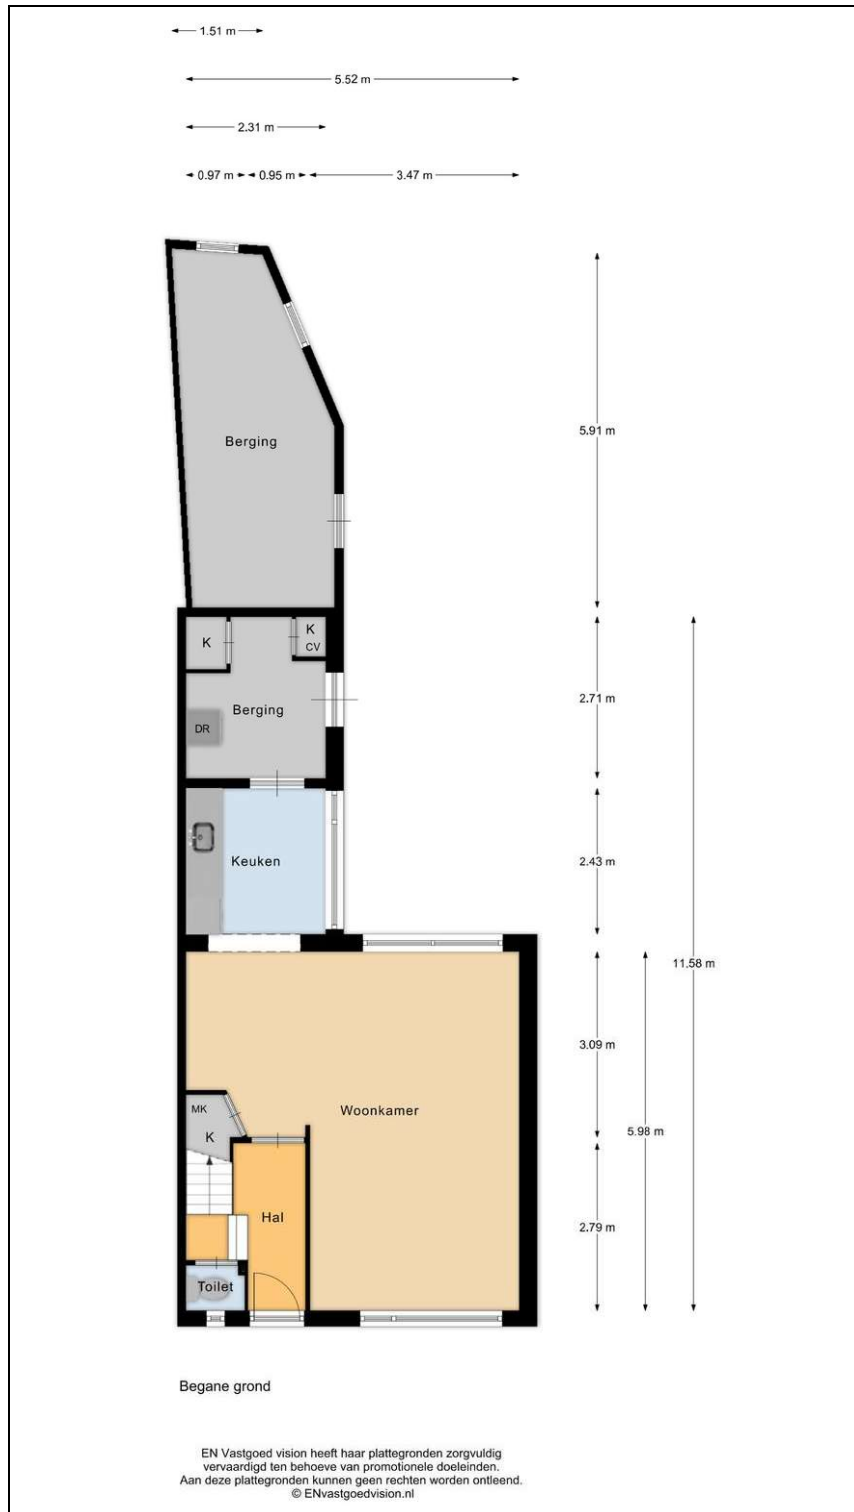 1.51 m
5.52 m
2.31 m
0.97 m 0.95 m 3.47 m
Berging
5.91 m
K
K
CV
2.71 m
Berging
DR
Keuken
2.43 m
11.58 m
3.09 m
MK
Woonkamer
K
5.98 m
Hal
2.79 m
Toilet
Begane grond
EN Vastgoed vision heeft haar plattegronden zorgvuldig
vervaardigd ten behoeve van promotionele doeleinden.
Aan deze plattegronden kunnen geen rechten worden ontleend.
© ENvastgoedvision.nl